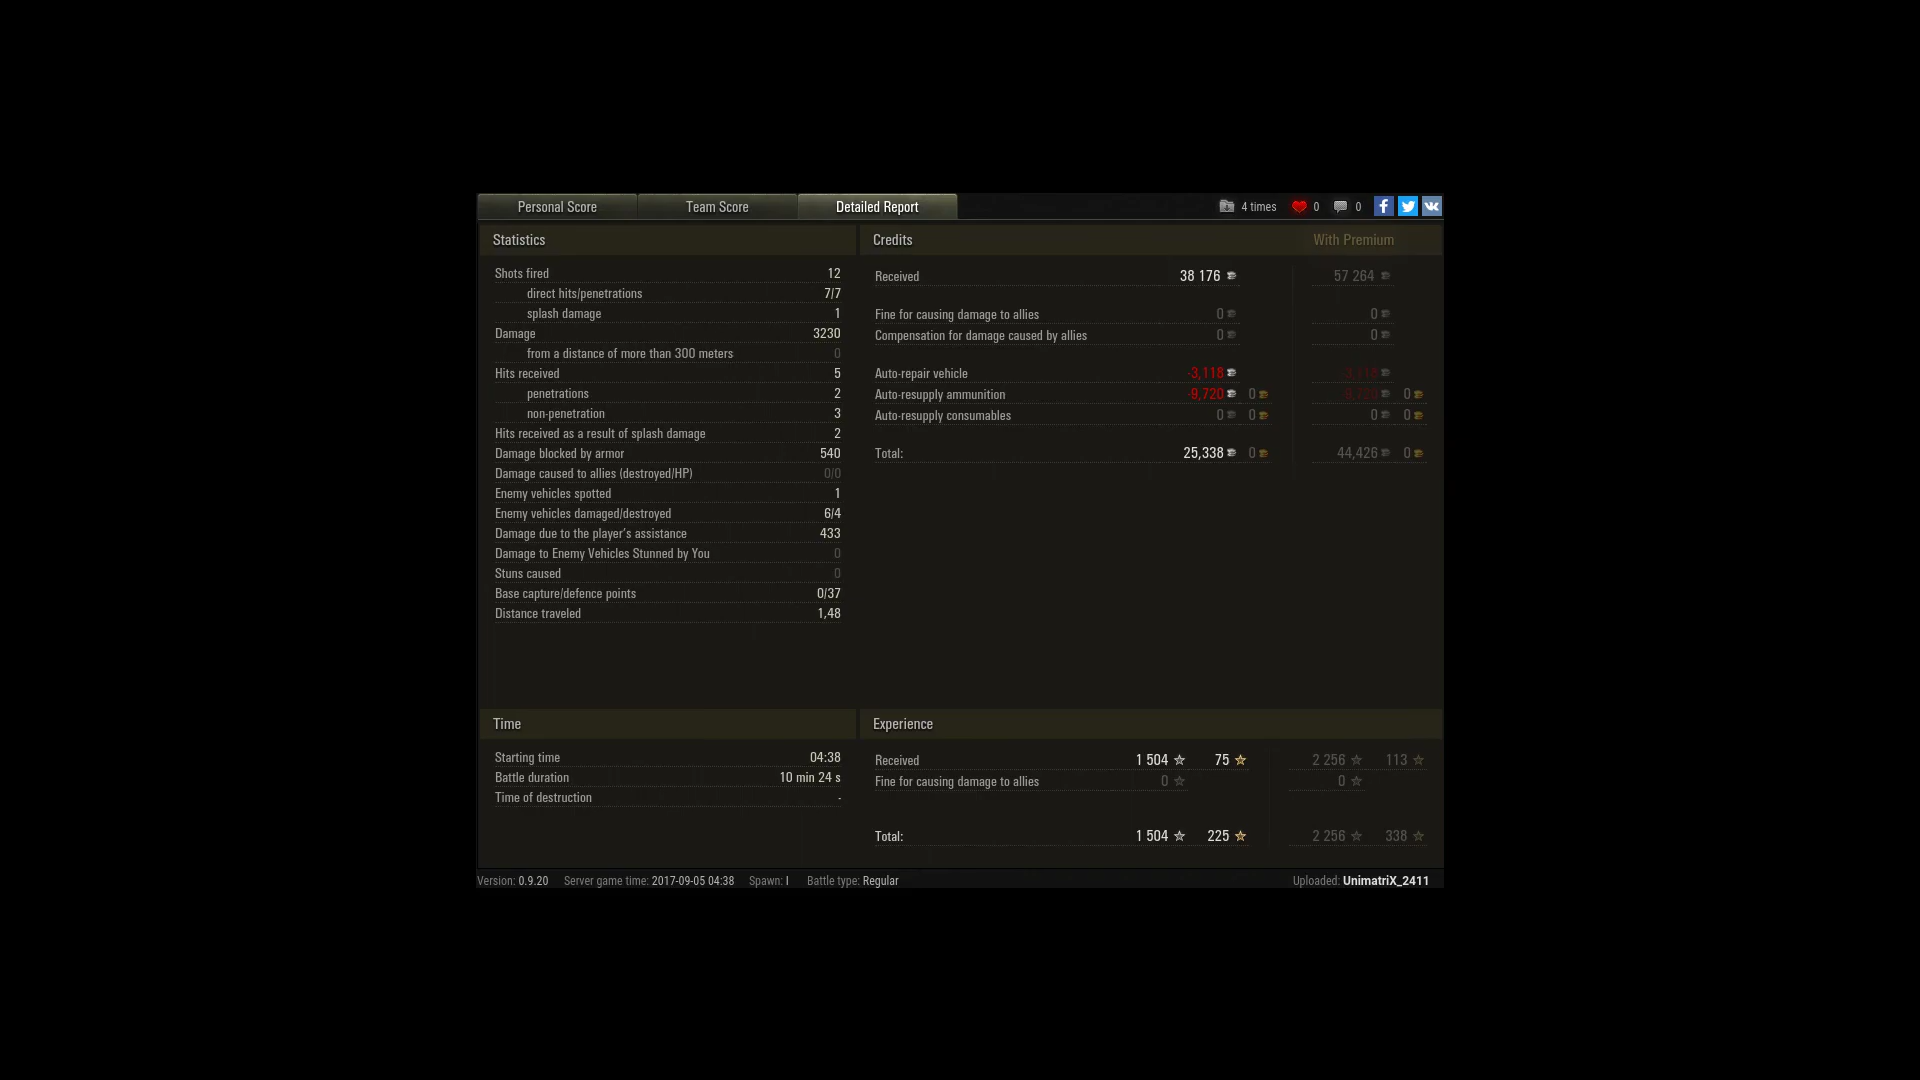 Personal Score Team Score Detailed Report 4 times 0 0
Statistics
Shots fired 12
direct hits/penetrations 7/7
splash damage 1
Damage 3230
from a distance of more than 300 meters 0
Hits received 5
penetrations 2
non-penetration 3
Hits received as a result of splash damage 2
Damage blocked by armor 540
Damage caused to allies (destroyed/HP) 0/0
Enemy vehicles spotted 1
Enemy vehicles damaged/destroyed 6/4
Damage due to the player's assistance 433
Damage to Enemy Vehicles Stunned by You 0
Stuns caused 0
Base capture/defence points 0/37
Distance traveled 1,48
Credits With Premium
Received 38 176 57 264
Fine for causing damage to allies 0 0
Compensation for damage caused by allies 0 0
Auto-repair vehicle -3,118 -3,118
Auto-resupply ammunition -9,720 0 -9,720 0
Auto-resupply consumables 0 0 0 0
Total: 25,338 0 44,426 0
Time
Starting time 04:38
Battle duration 10 min 24 s
Time of destruction -
Experience
Received 1 504 75 2 256 113
Fine for causing damage to allies 0 0
Total: 1 504 225 2 256 338
Version: 0.9.20 Server game time: 2017-09-05 04:38 Spawn: I Battle type: Regular Uploaded: UnimatriX_2411